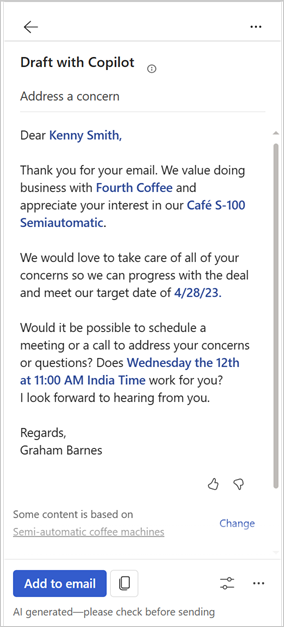 Draft with Copilot
Address a concern
Dear Kenny Smith,
Thank you for your email. We value doing
business with Fourth Coffee and
appreciate your interest in our Café S-100
Semiautomatic.
We would love to take care of all of your
concerns so we can progress with the deal
and meet our target date of 4/28/23.
Would it be possible to schedule a
meeting or a call to address your concerns
or questions? Does Wednesday the 12th
at 11:00 AM India Time work for you?
I look forward to hearing from you.
Regards,
Graham Barnes
Some content is based on
Semi-automatic coffee machines
Change
Add to email
AI generated—please check before sending